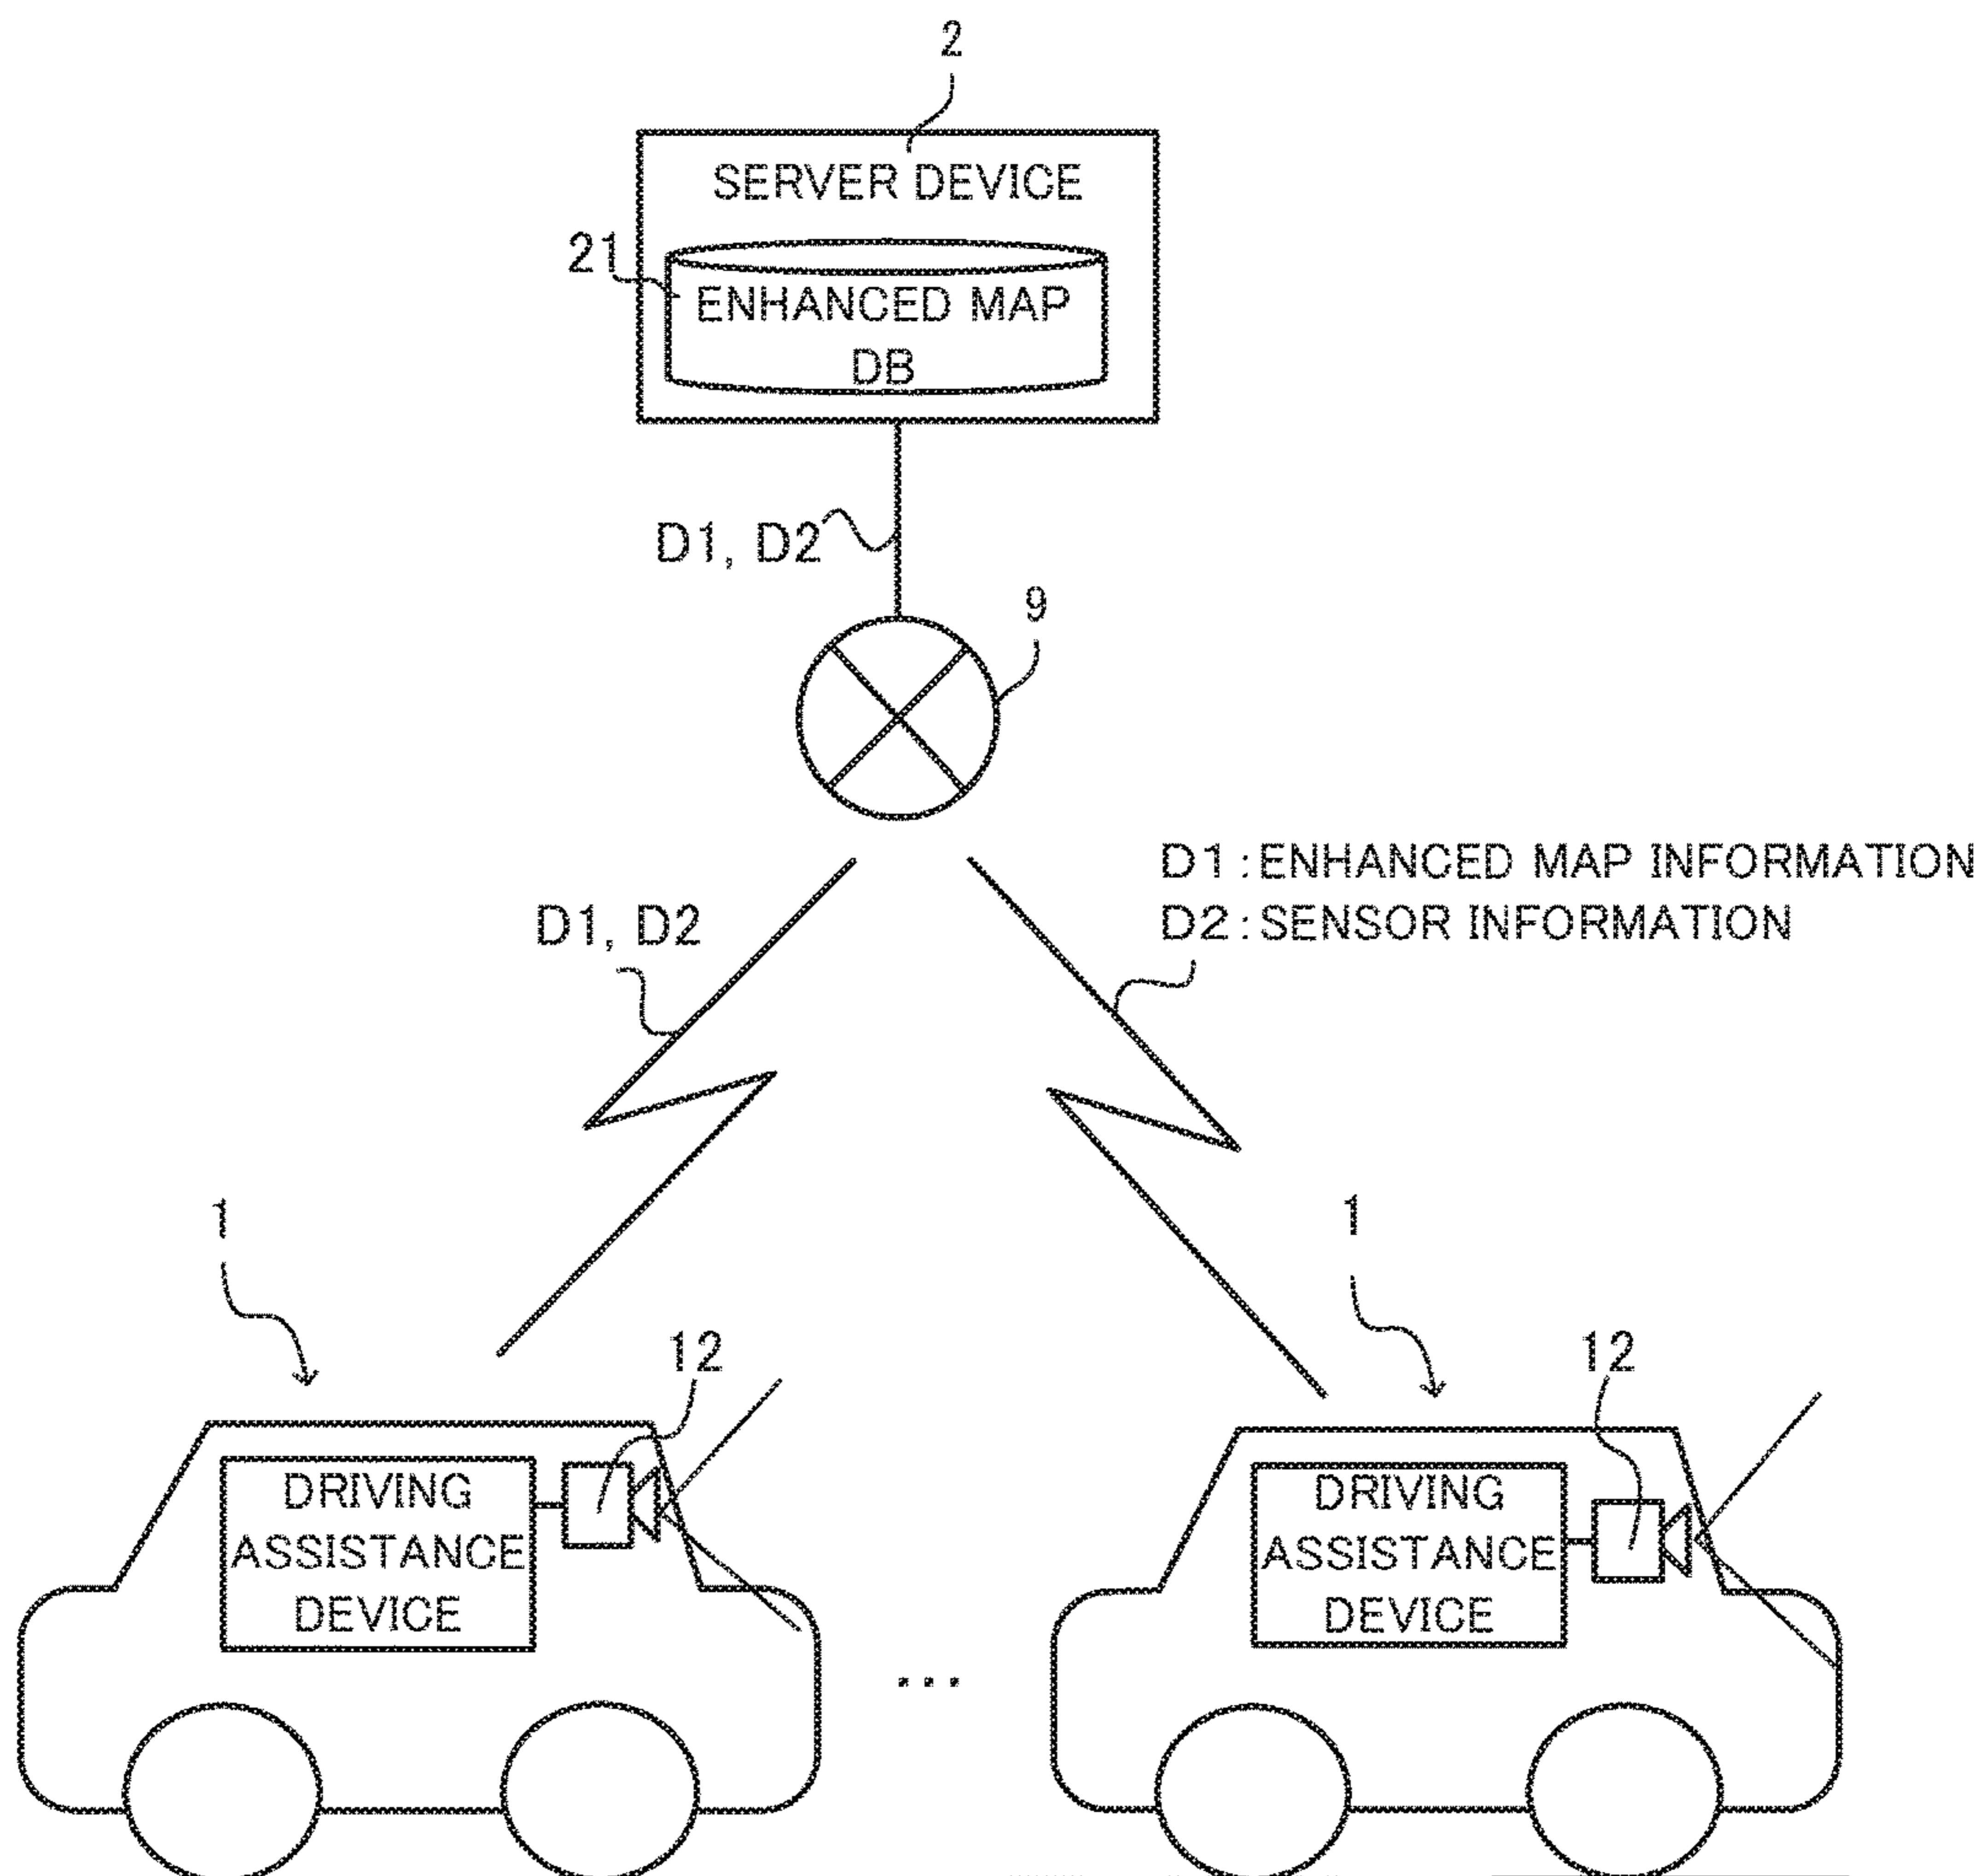 2
SERVER DEVICE
21
ENHANCED MAP
DB
D1, D2
9
D1:ENHANCED MAP INFORMATION
D2:SENSOR INFORMATION
D1, D2
1
1
12
12
DRIVING
ASSISTANCE
DEVICE
DRIVING
ASSISTANCE
DEVICE
...